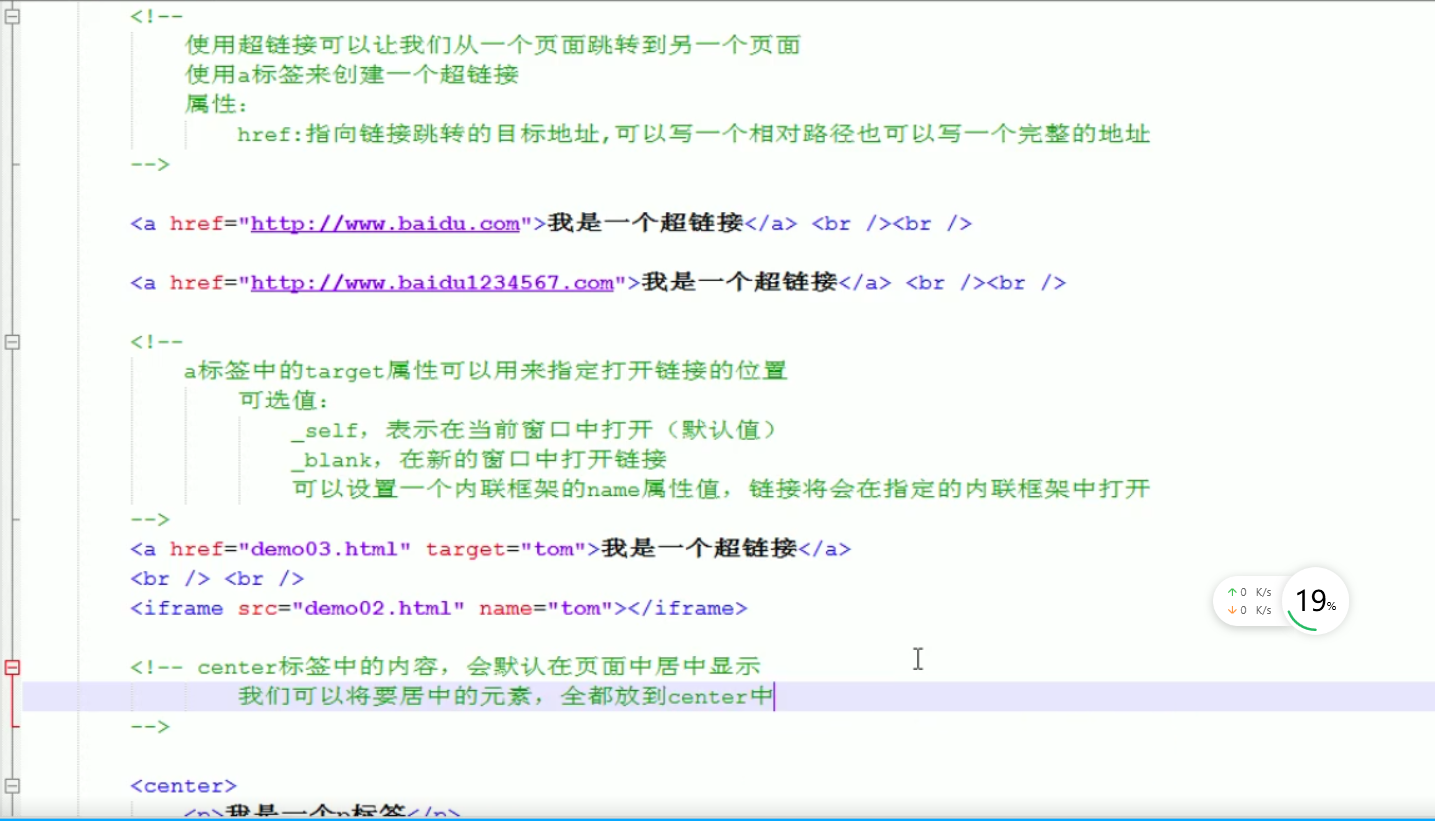 <!--
使用超链接可以让我们从一个页面跳转到另一个页面
使用a标签来创建一个超链接
属性：
href:指向链接跳转的目标地址,可以写一个相对路径也可以写一个完整的地址
-->
<a href="http://www.baidu.com">我是一个超链接</a> <br /><br />
<a href="http://www.baidu1234567.com">我是一个超链接</a> <br /><br />
<!--
a标签中的target属性可以用来指定打开链接的位置
可选值：
_self，表示在当前窗口中打开（默认值）
_blank，在新的窗口中打开链接
可以设置一个内联框架的name属性值，链接将会在指定的内联框架中打开
-->
<a href="demo03.html" target="tom">我是一个超链接</a>
<br /> <br />
↑ 0 K/s
19%
↓ 0 K/s
<iframe src="demo02.html" name="tom"></iframe>
<!-- center标签中的内容，会默认在页面中居中显示
我们可以将要居中的元素，全都放到center中
-->
<center>
<p>我是一个p标签</p>